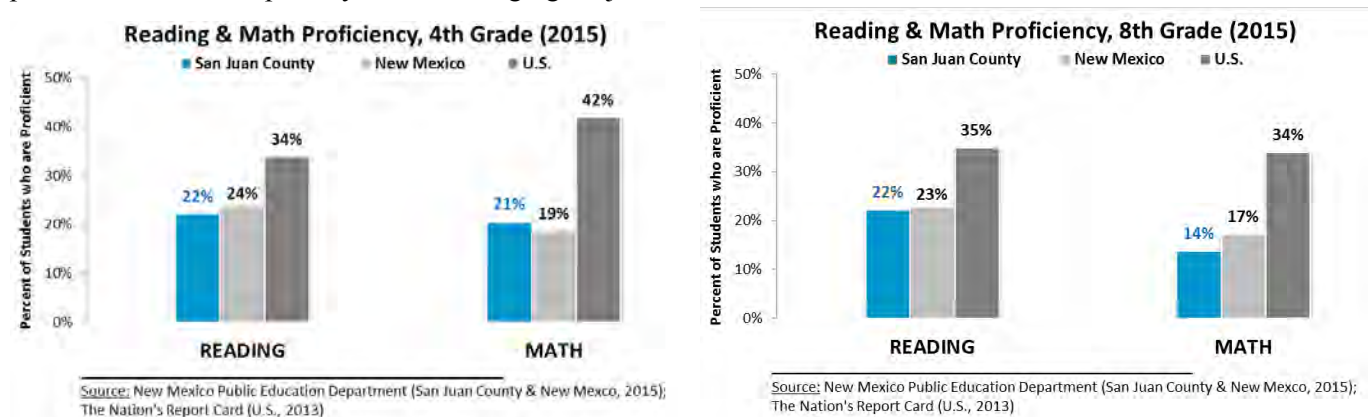 Reading & Math Proficiency, 4th Grade (2015)
San Juan County New Mexico U.S.
Percent of Students who are Proficient
50%
40%
30%
20%
10%
0%
22%
24%
34%
21%
19%
42%
READING MATH
Source: New Mexico Public Education Department (San Juan County & New Mexco, 2015);
The Nation's Report Card (U.S., 2013)
Reading & Math Proficiency, 8th Grade (2015)
San Juan County New Mexico U.S.
Percent of Students who are Proficient
50%
40%
30%
20%
10%
0%
22%
23%
35%
14%
17%
34%
READING MATH
Source: New Mexico Public Education Department (San Juan County & New Mexco, 2015);
The Nation's Report Card (U.S., 2013)